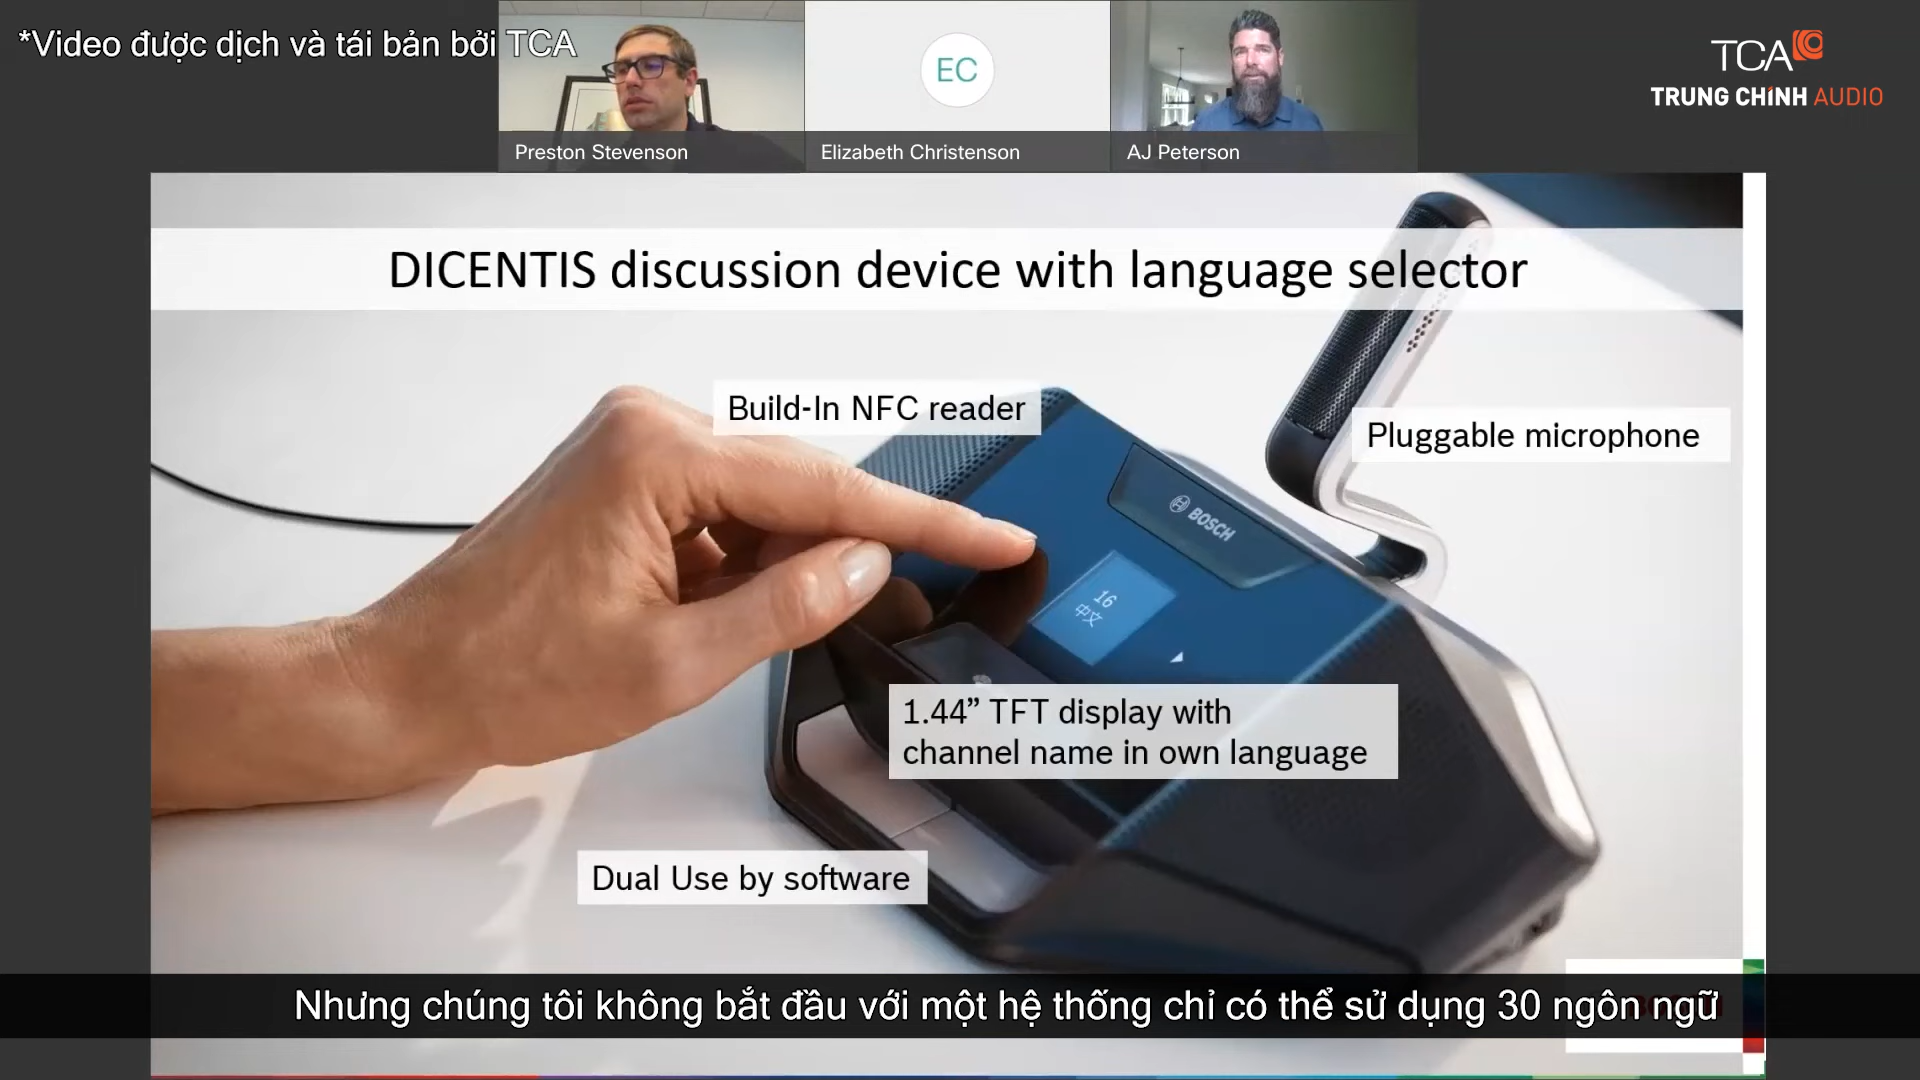 *Video được dịch và tái bản bởi TCA
EC
Preston Stevenson
Elizabeth Christenson
AJ Peterson
TCA
TRUNG CHÍNH AUDIO
DICENTIS discussion device with language selector
Build-In NFC reader
Pluggable microphone
BOSCH
16
中文
1.44” TFT display with
channel name in own language
Dual Use by software
Nhưng chúng tôi không bắt đầu với một hệ thống chỉ có thể sử dụng 30 ngôn ngữ